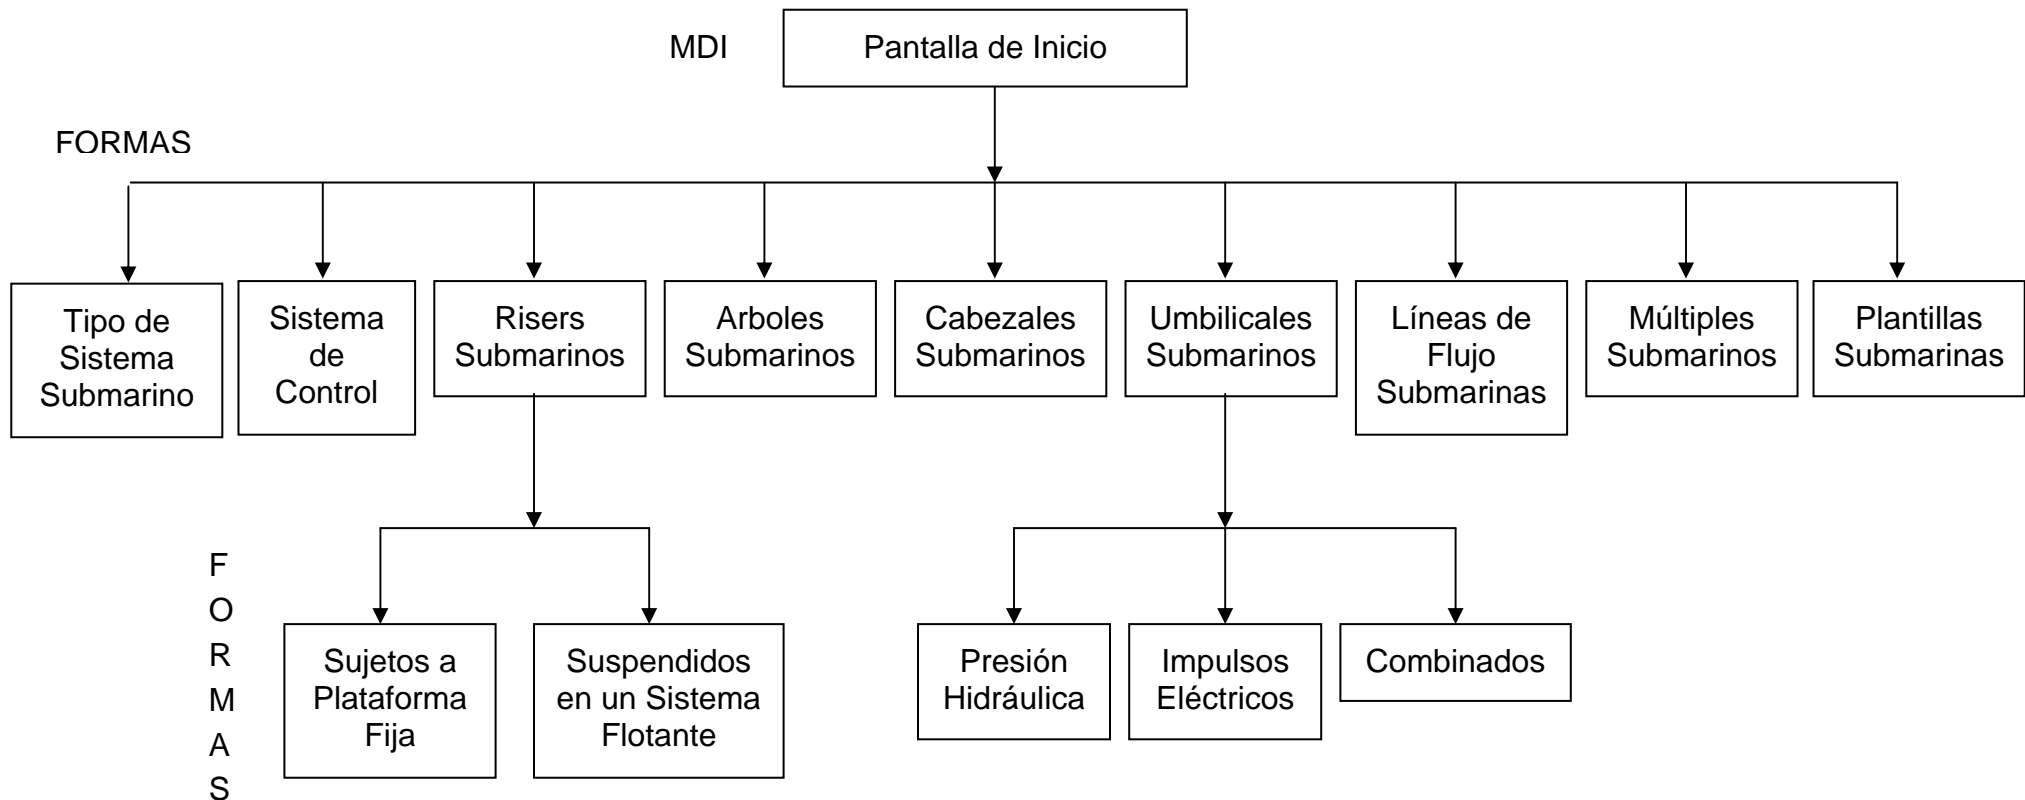 MDI
Pantalla de Inicio
FORMAS
Tipo de
Sistema
Submarino
Sistema
de
Control
Risers
Submarinos
Arboles
Submarinos
Cabezales
Submarinos
Umbilicales
Submarinos
Líneas de
Flujo
Submarinas
Múltiples
Submarinos
Plantillas
Submarinas
F
O
R
M
A
S
Sujetos a
Plataforma
Fija
Suspendidos
en un Sistema
Flotante
Presión
Hidráulica
Impulsos
Eléctricos
Combinados